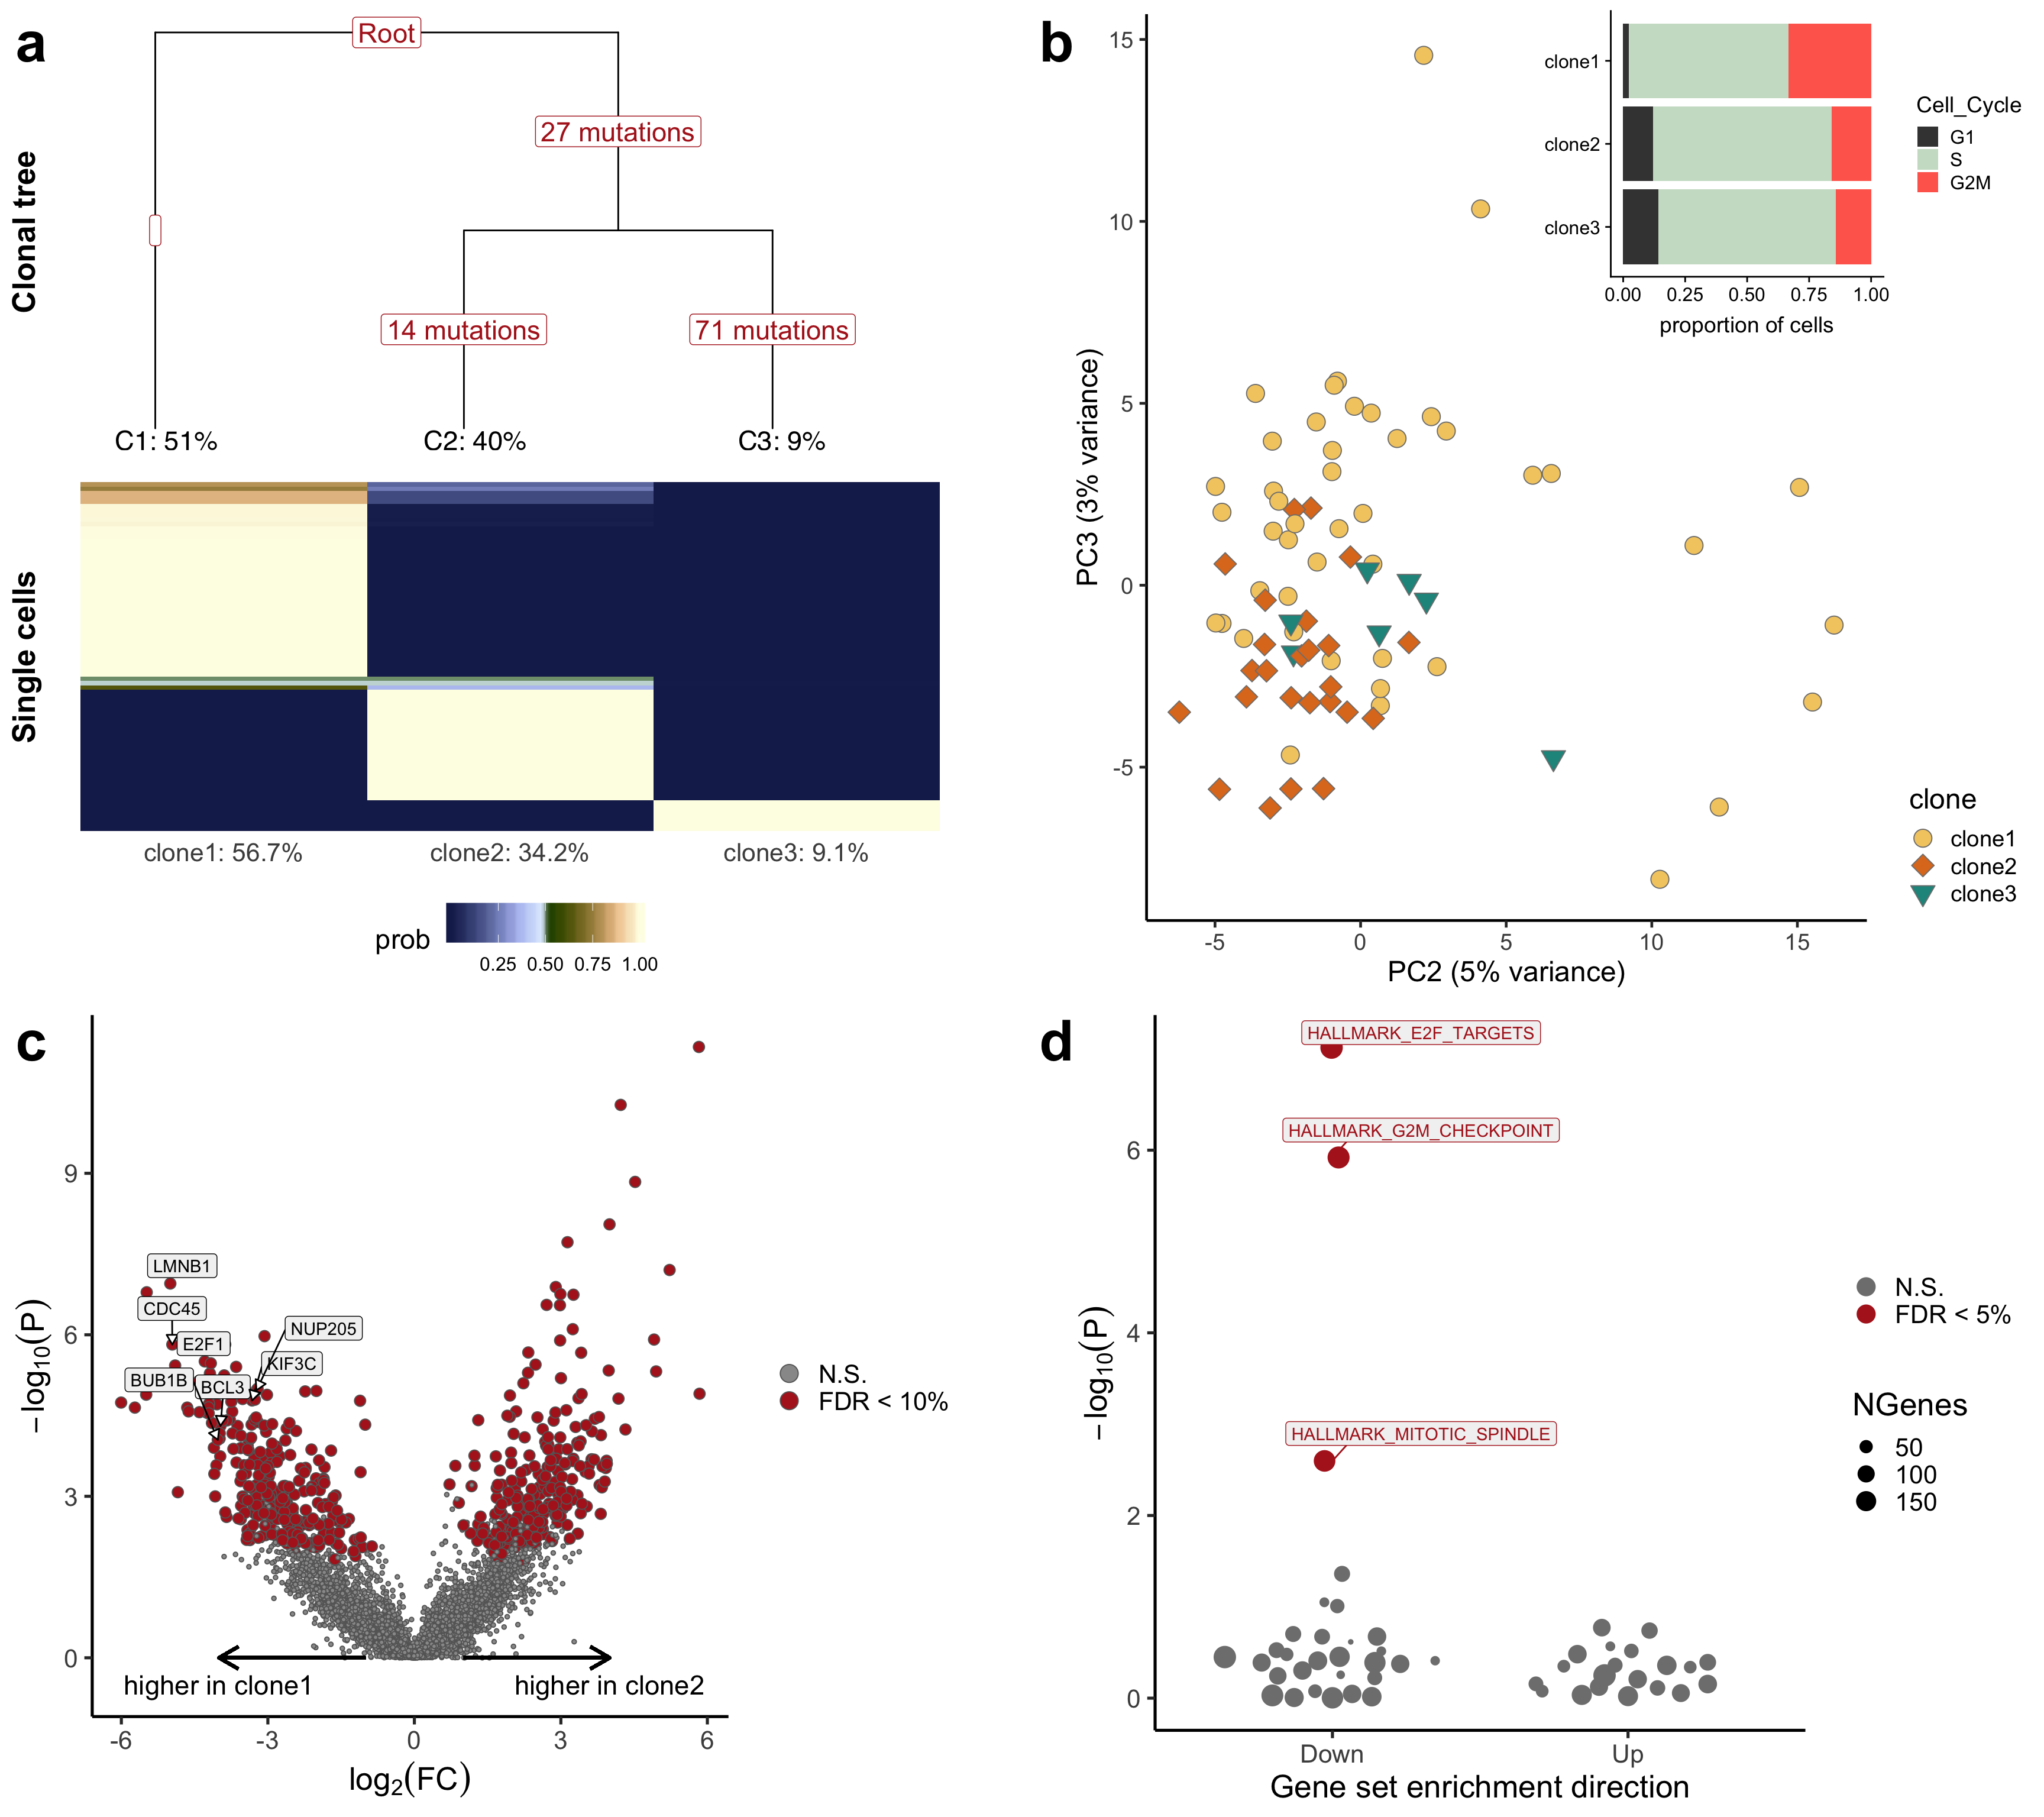 a
Root
27 mutations
14 mutations
71 mutations
Clonal tree
C1: 51%
C2: 40%
C3: 9%
Single cells
clone1: 56.7%
clone2: 34.2%
clone3: 9.1%
prob
0.25 0.50 0.75 1.00
b
15
10
5
0
-5
PC3 (3% variance)
-5 0 5 10 15
PC2 (5% variance)
clone1
clone2
clone3
0.00 0.25 0.50 0.75 1.00
proportion of cells
Cell_Cycle
G1
S
G2M
clone
clone1
clone2
clone3
c
9
6
3
0
−log10(P)
LMNB1
CDC45
E2F1
NUP205
KIF3C
BUB1B
BCL3
higher in clone1
higher in clone2
-6 -3 0 3 6
log2(FC)
N.S.
FDR < 10%
d
HALLMARK_E2F_TARGETS
HALLMARK_G2M_CHECKPOINT
HALLMARK_MITOTIC_SPINDLE
6
4
2
0
−log10(P)
Down Up
Gene set enrichment direction
N.S.
FDR < 5%
NGenes
50
100
150